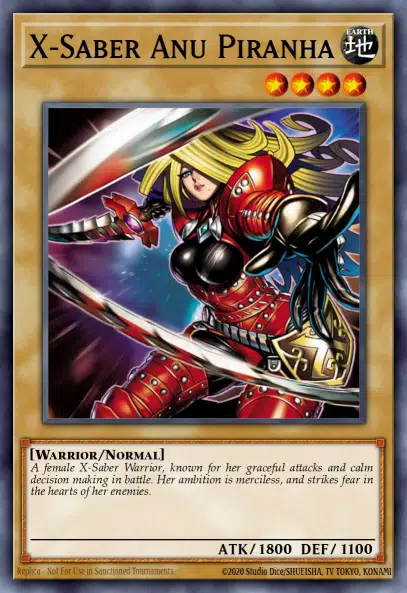 X-Saber Anu Piranha
EARTH
地
[Warrior/Normal]
A female X-Saber Warrior, known for her graceful attacks and calm
decision making in battle. Her ambition is merciless, and strikes fear in
the hearts of her enemies.
ATK/1800 DEF/1100
Replica - Not For Use in Sanctioned Tournaments
©2020 Studio Dice/SHUEISHA, TV TOKYO, KONAMI